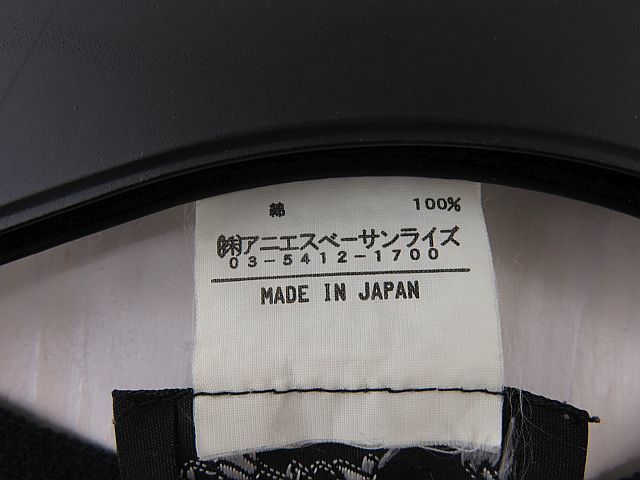 綿 100%
㈱アニエスベーサンライズ
03-5412-1700
MADE IN JAPAN